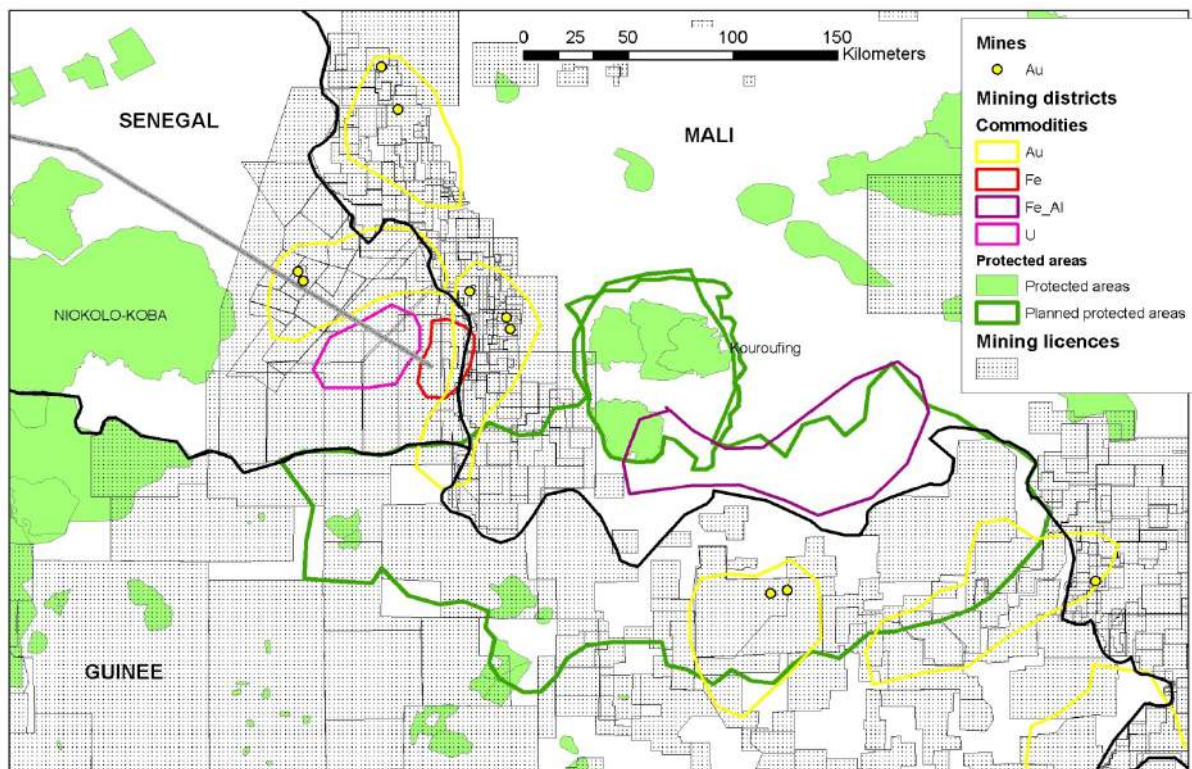 0 25 50 100 150
Kilometers
SENEGAL
MALI
NIOKOLO-KOBA
Kouroufing
GUINEE
Mines
Au
Mining districts
Commodities
Au
Fe
Fe_Al
U
Protected areas
Protected areas
Planned protected areas
Mining licences